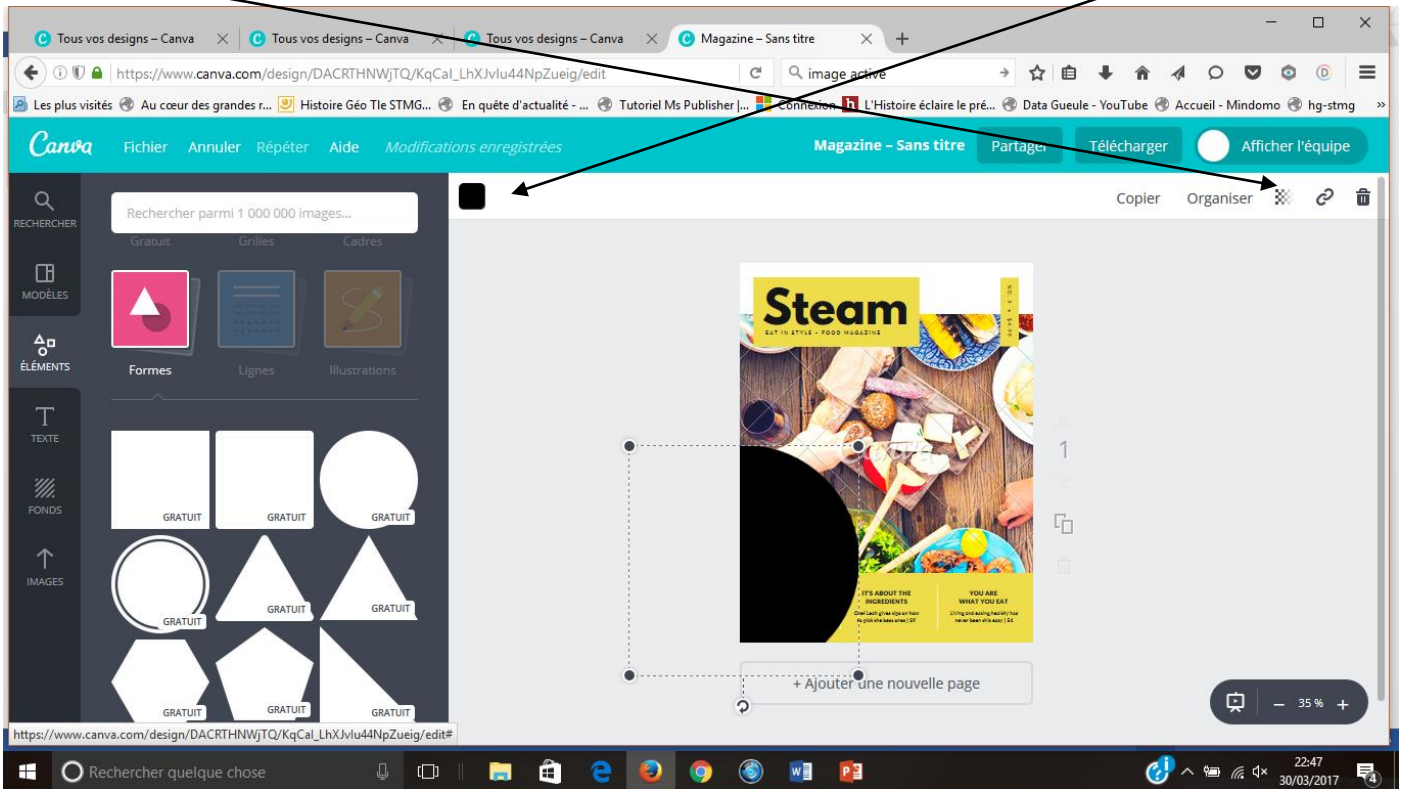 Tous vos designs – Canva
Tous vos designs – Canva
Tous vos designs – Canva
Magazine – Sans titre
https://www.canva.com/design/DACRTHNWjTQ/KqCaI_LhXJvIu44NpZueig/edit
image active
Les plus visités
Au cœur des grandes r...
Histoire Géo Tle STMG...
En quête d'actualité - ...
Tutoriel Ms Publisher |...
Connexion
L'Histoire éclaire le pré...
Data Gueule - YouTube
Accueil - Mindomo
hg-stmg
Canva
Fichier
Annuler
Répéter
Aide
Modifications enregistrées
Magazine – Sans titre
Partager
Télécharger
Afficher l'équipe
RECHERCHER
MODÈLES
ÉLÉMENTS
TEXTE
FONDS
IMAGES
Rechercher parmi 1 000 000 images...
Gratuit
Grilles
Cadres
Formes
Lignes
Illustrations
GRATUIT
GRATUIT
GRATUIT
GRATUIT
GRATUIT
GRATUIT
GRATUIT
GRATUIT
GRATUIT
Copier
Organiser
Steam
EAT IN STYLE - FOOD MAGAZINE
Canva
IT'S ABOUT THE
INGREDIENTS
YOU ARE
WHAT YOU EAT
1
+ Ajouter une nouvelle page
35 %
https://www.canva.com/design/DACRTHNWjTQ/KqCaI_LhXJvIu44NpZueig/edit#
Rechercher quelque chose
22:47
30/03/2017